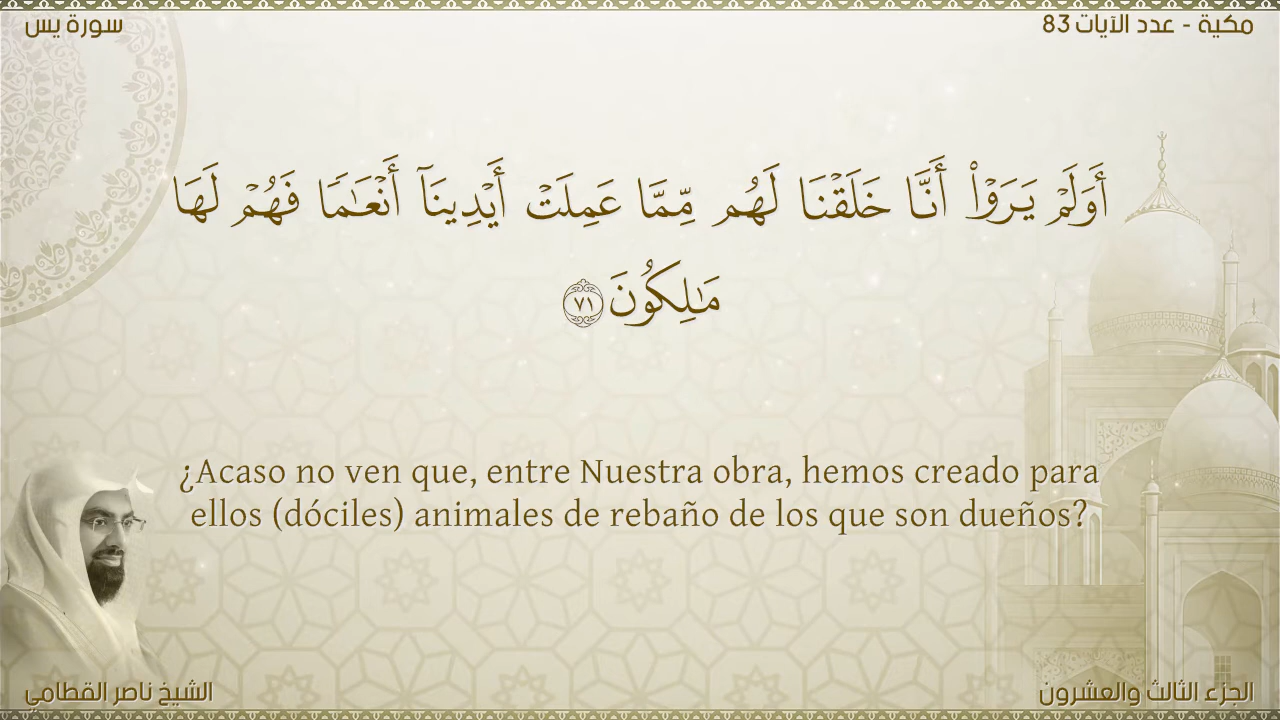 مكية - عدد الآيات 83
سورة يس
أَوَلَمْ يَرَوْا۟ أَنَّا خَلَقْنَا لَهُم مِّمَّا عَمِلَتْ أَيْدِينَآ أَنْعَـٰمًا فَهُمْ لَهَا
مَـٰلِكُونَ ٧١
¿Acaso no ven que, entre Nuestra obra, hemos creado para
ellos (dóciles) animales de rebaño de los que son dueños?
الجزء الثالث والعشرون
الشيخ ناصر القطامي